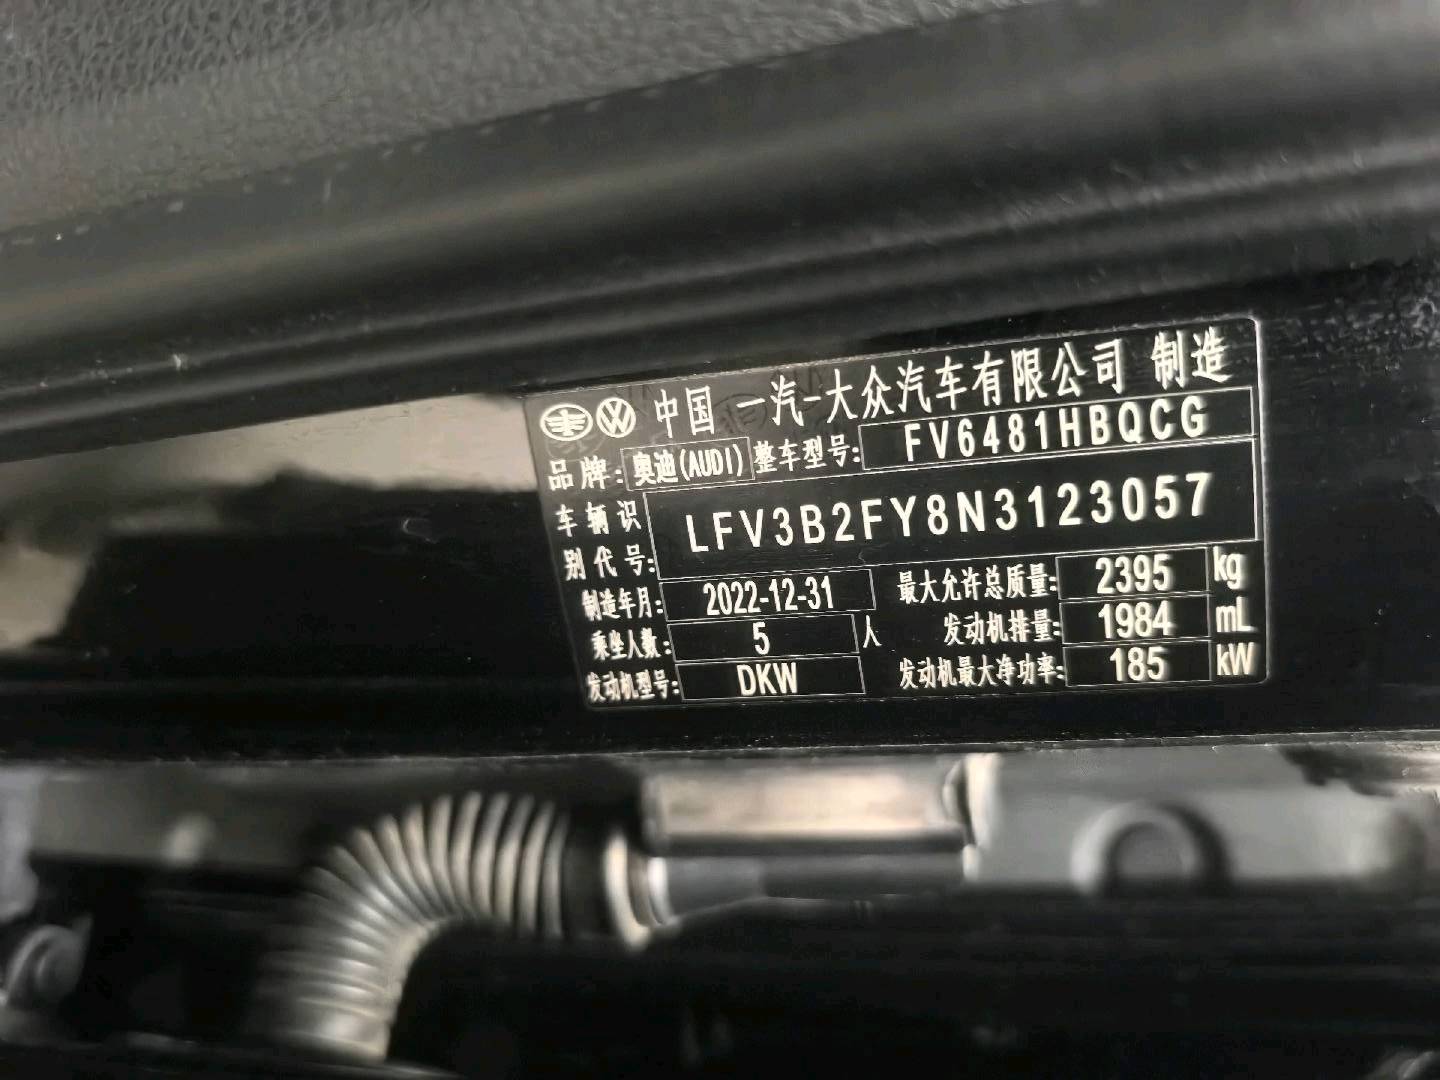 中国 一汽-大众汽车有限公司 制造
品牌: 奥迪(AUDI) 整车型号: FV6481HBQCG
车辆识别代号: LFV3B2FY8N3123057
制造年月: 2022-12-31 最大允许总质量: 2395 kg
乘坐人数: 5 人 发动机排量: 1984 mL
发动机型号: DKW 发动机最大净功率: 185 kW